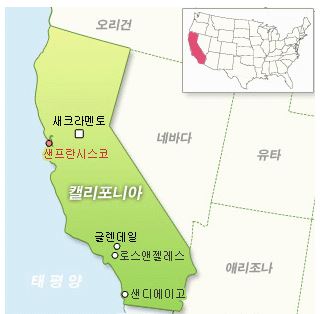 오리건
새크라멘토
네바다
샌프란시스코
유타
캘리포니아
글렌데일
로스앤젤레스
애리조나
태평양
샌디에이고